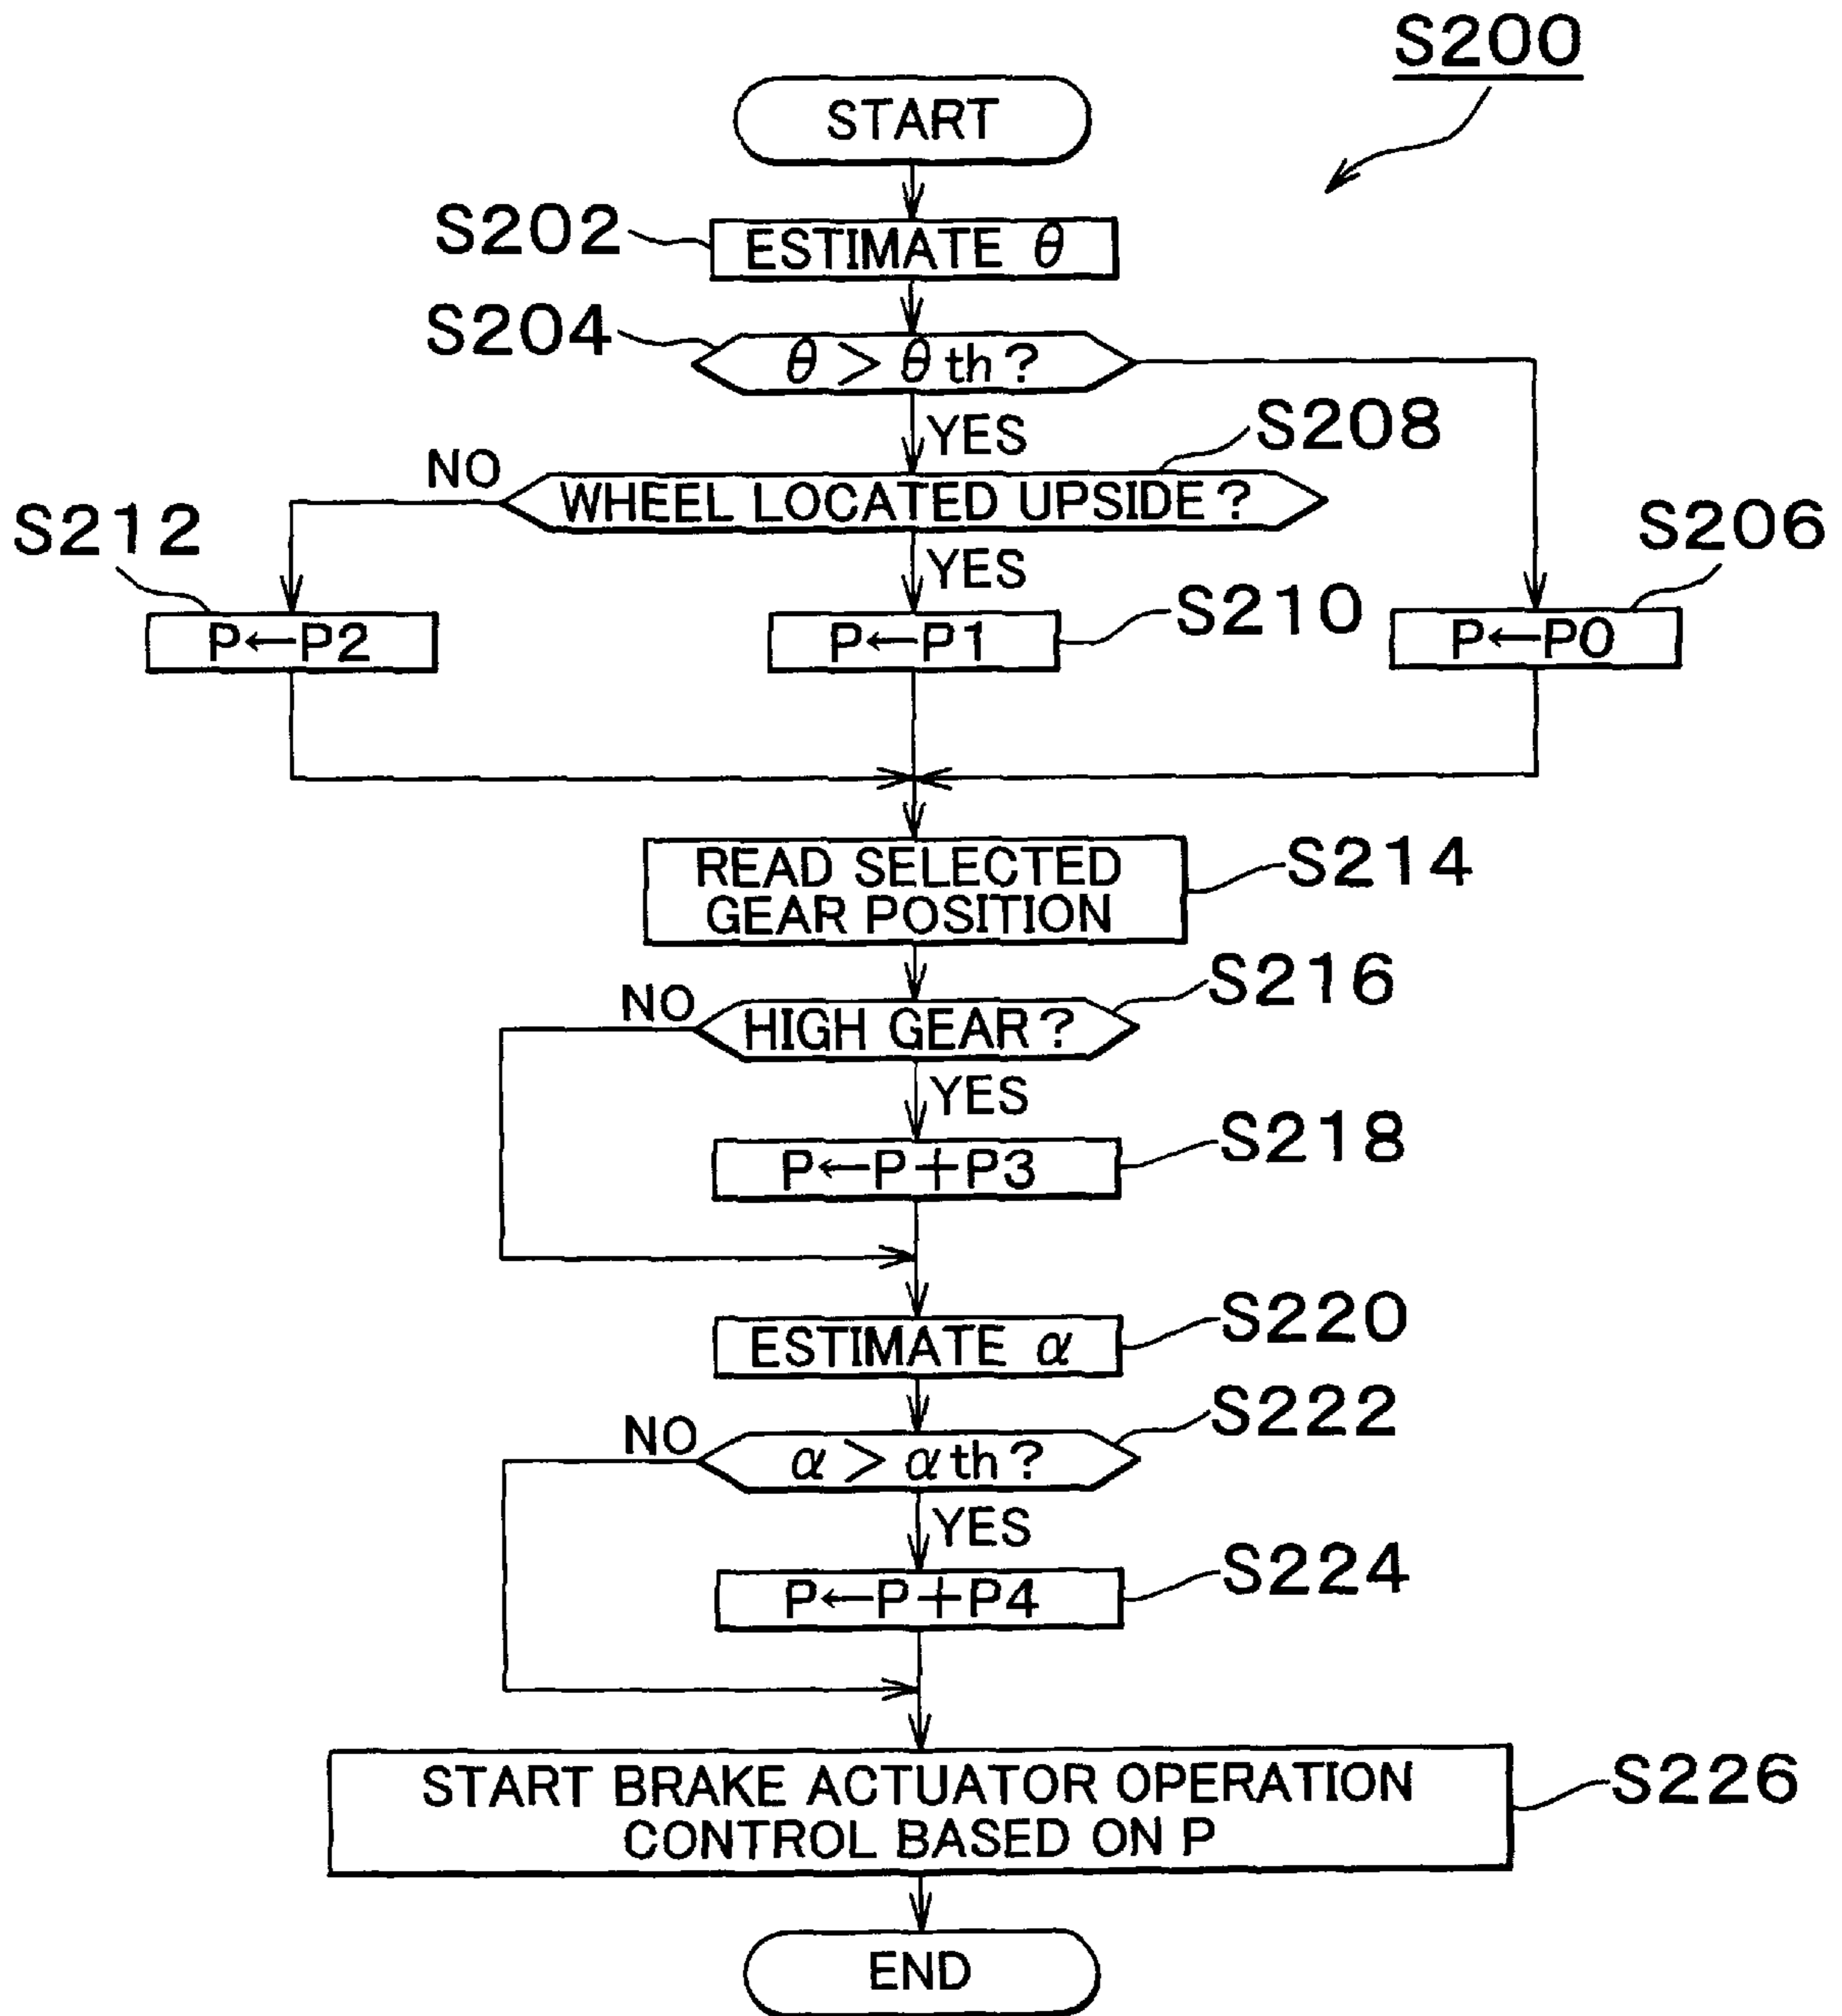 S200
START
S202
ESTIMATE θ
S204
θ > θ th ?
YES
S208
NO
WHEEL LOCATED UPSIDE ?
S212
S206
YES
S210
P←P2
P←P1
P←P0
READ SELECTED
GEAR POSITION
S214
S216
NO
HIGH GEAR ?
YES
S218
P←P+P3
S220
ESTIMATE α
S222
NO
α > α th ?
YES
S224
P←P+P4
START BRAKE ACTUATOR OPERATION
CONTROL BASED ON P
S226
END